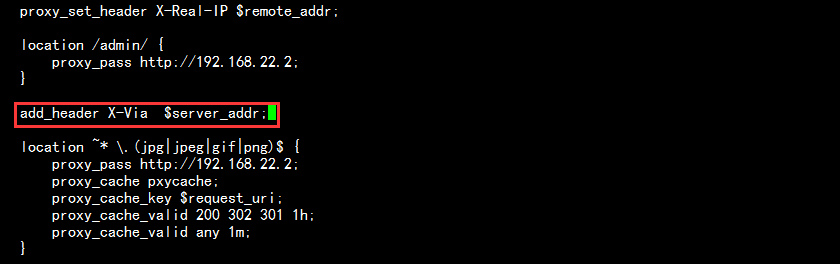 proxy_set_header X-Real-IP $remote_addr;
location /admin/ {
proxy_pass http://192.168.22.2;
}
add_header X-Via  $server_addr;
location ~* \.(jpg|jpeg|gif|png)$ {
proxy_pass http://192.168.22.2;
proxy_cache pxycache;
proxy_cache_key $request_uri;
proxy_cache_valid 200 302 301 1h;
proxy_cache_valid any 1m;
}